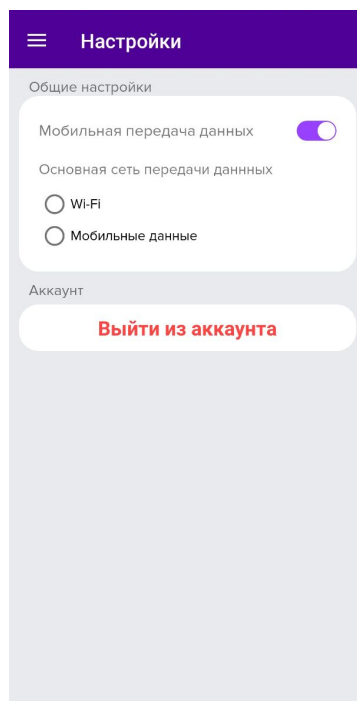 Настройки
Общие настройки
Мобильная передача данных
Основная сеть передачи даннных
Wi-Fi
Мобильные данные
Аккаунт
Выйти из аккаунта